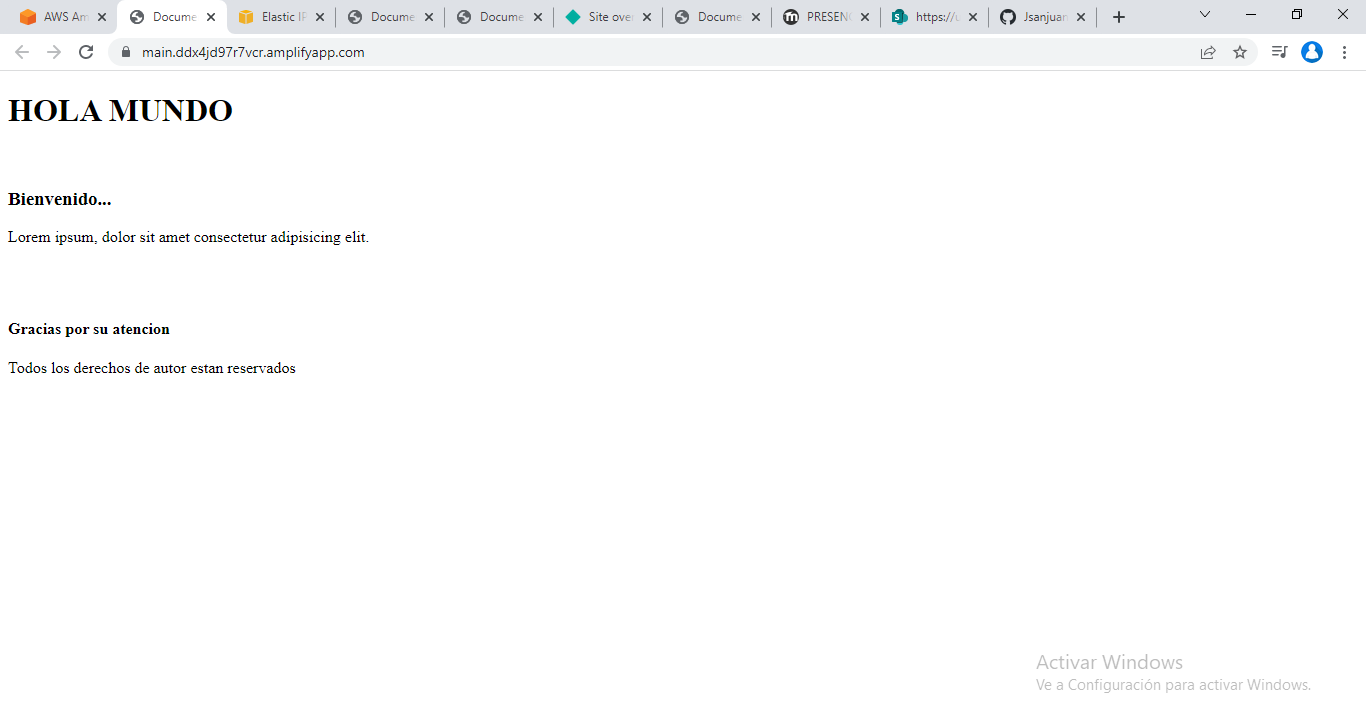 AWS Am
Docume
Elastic IP
Docume
Docume
Site over
Docume
PRESEN
https://u
Jsanjuan
main.ddx4jd97r7vcr.amplifyapp.com
HOLA MUNDO
Bienvenido...
Lorem ipsum, dolor sit amet consectetur adipisicing elit.
Gracias por su atencion
Todos los derechos de autor estan reservados
Activar Windows
Ve a Configuración para activar Windows.